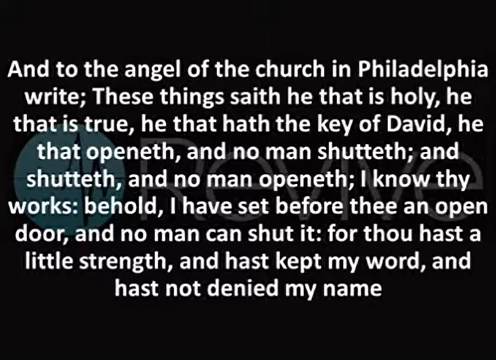 And to the angel of the church in Philadelphia
write; These things saith he that is holy, he
that is true, he that hath the key of David, he
that openeth, and no man shutteth; and
shutteth, and no man openeth; I know thy
works: behold, I have set before thee an open
door, and no man can shut it: for thou hast a
little strength, and hast kept my word, and
hast not denied my name
Revive